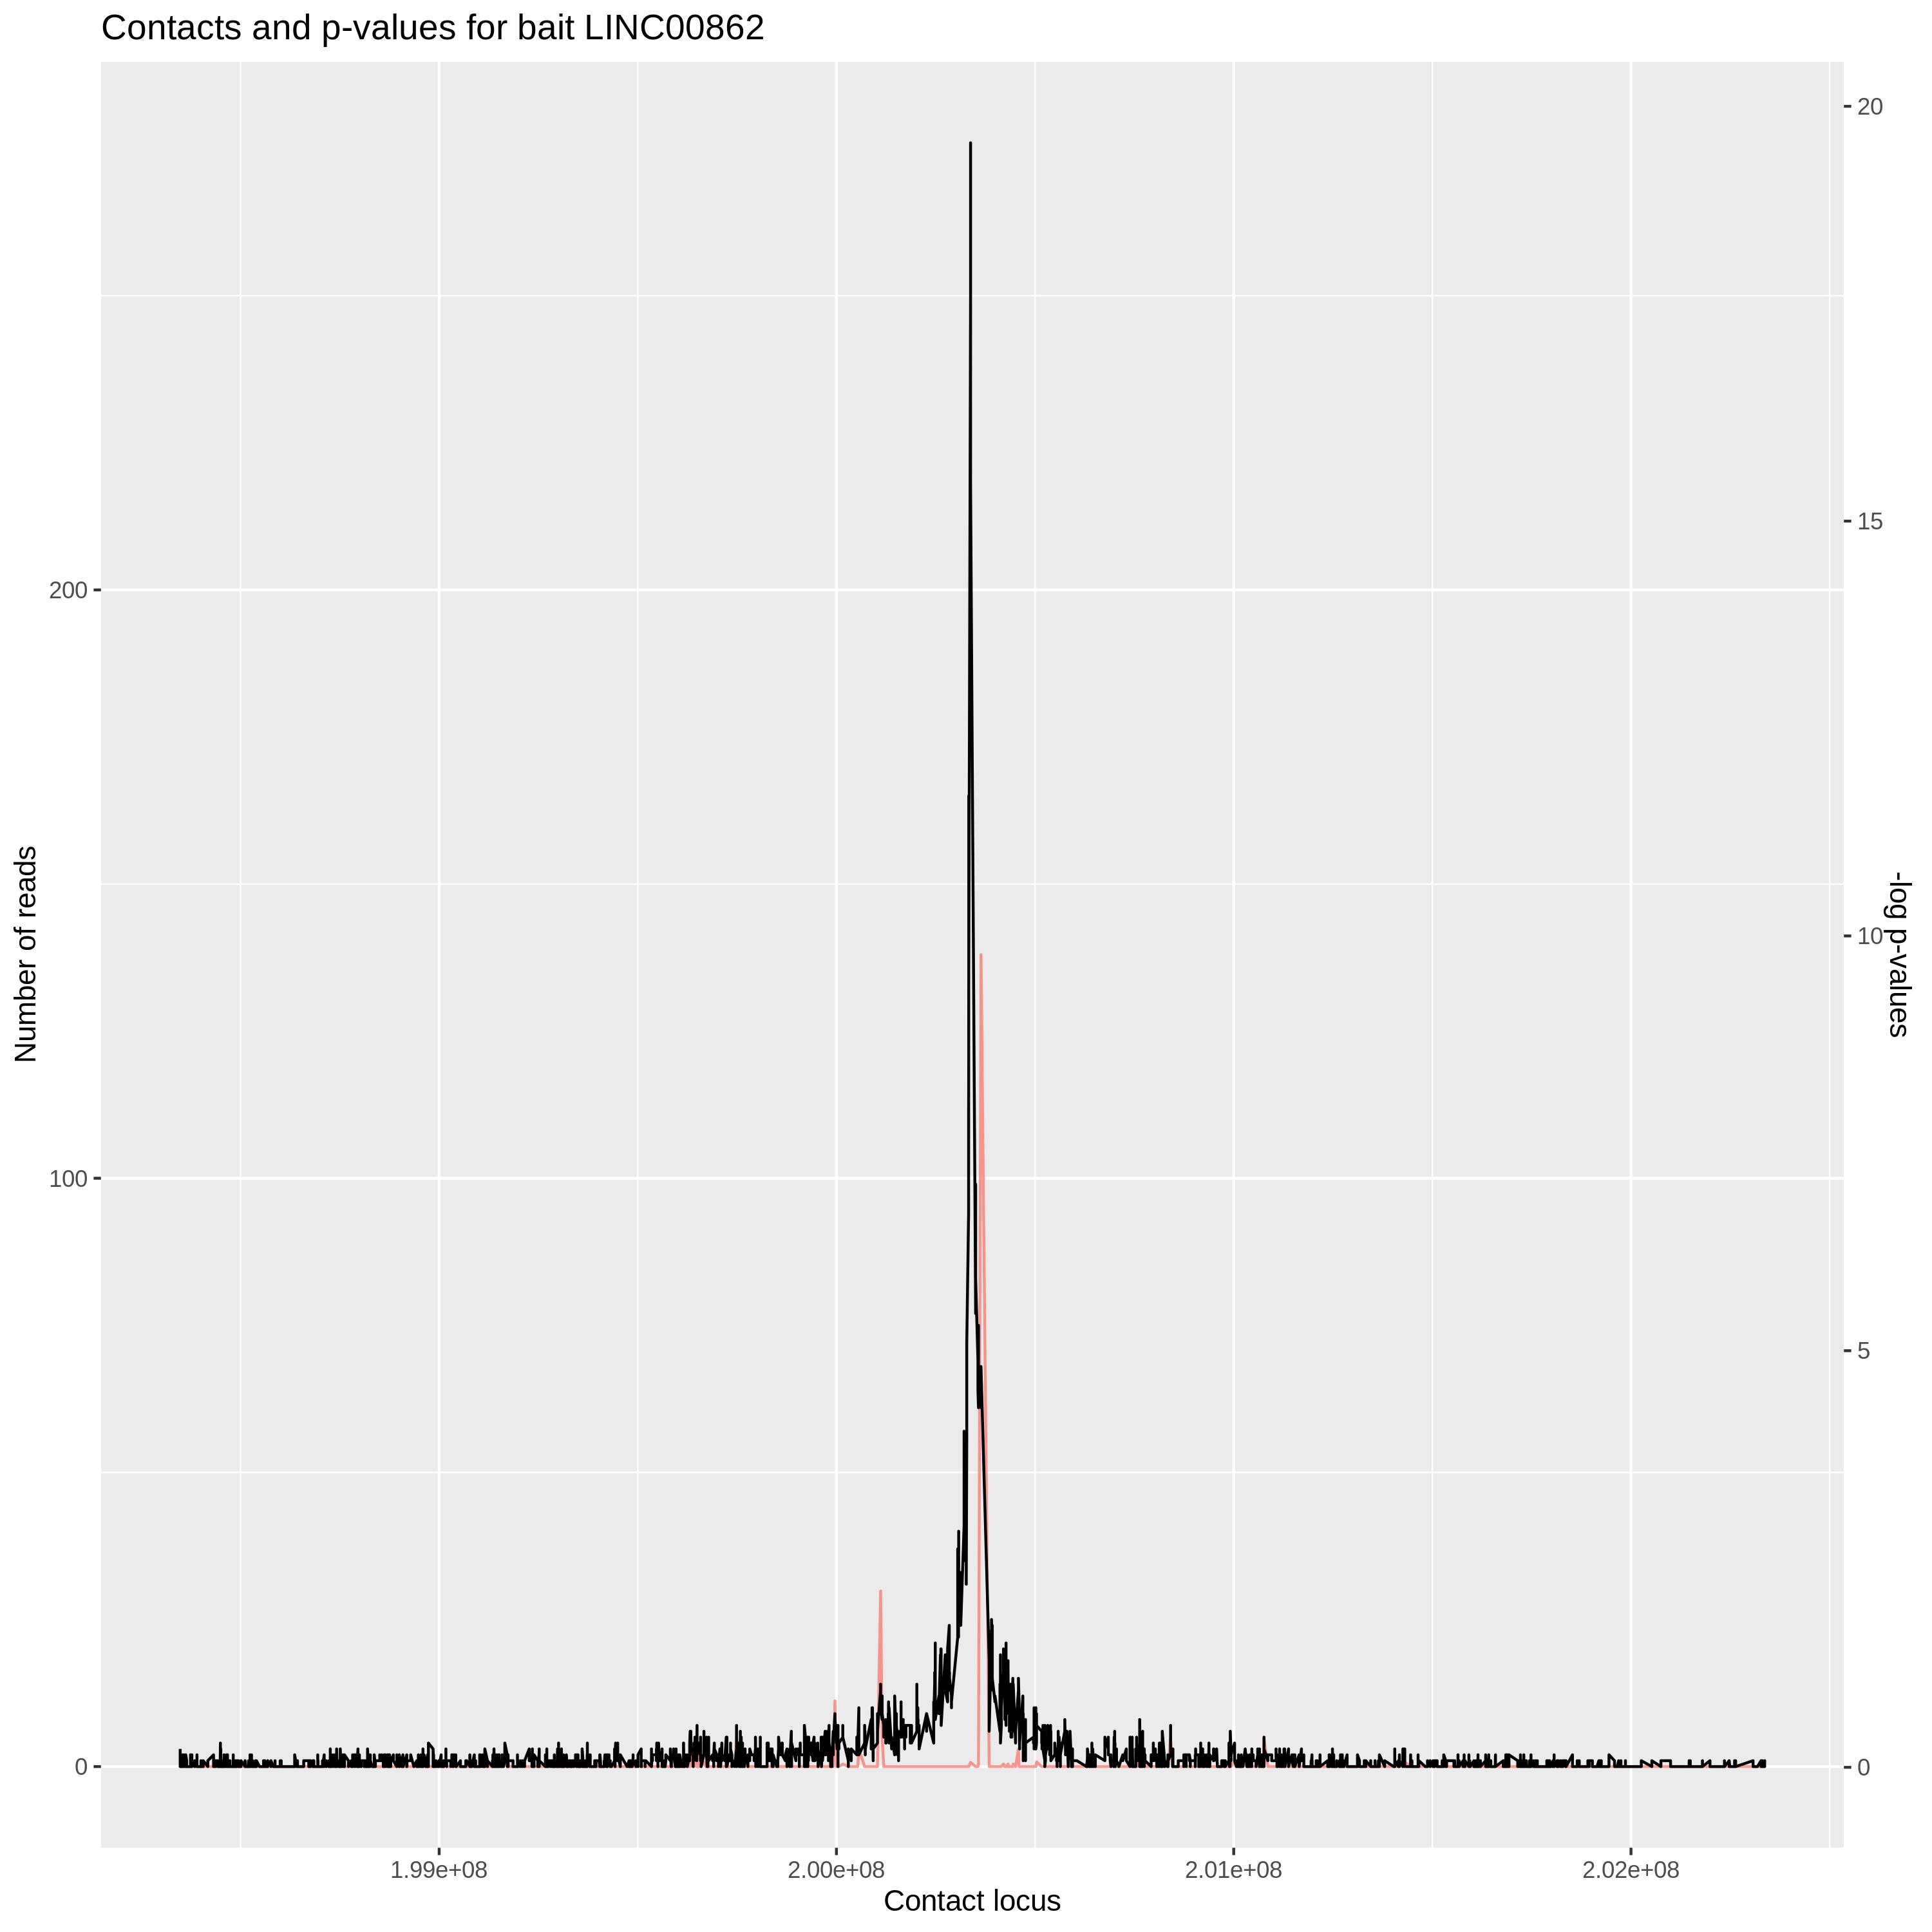 Contacts and p-values for bait LINC00862
20
15
10
5
0
200
100
0
Number of reads
-log p-values
1.99e+08
2.00e+08
2.01e+08
2.02e+08
Contact locus